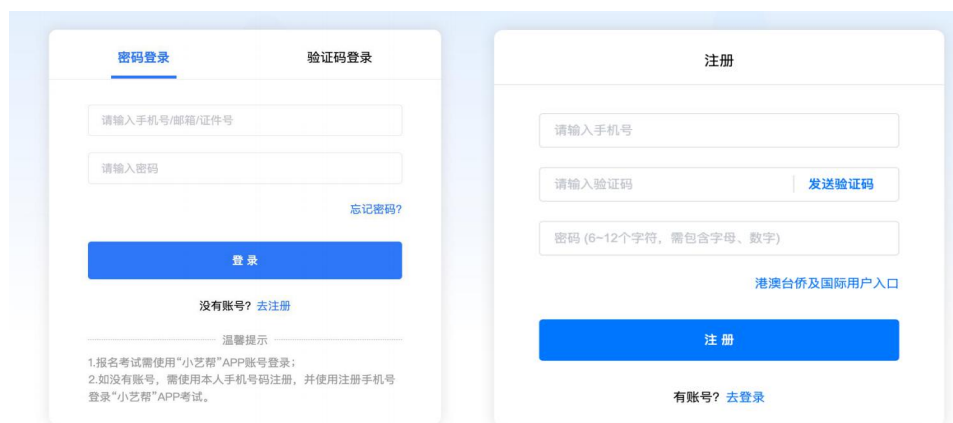 密码登录
验证码登录
请输入手机号/邮箱/证件号
请输入密码
忘记密码?
登 录
没有账号? 去注册
温馨提示
1.报名考试需使用“小艺帮”APP账号登录;
2.如没有账号，需使用本人手机号码注册，并使用注册手机号
登录“小艺帮”APP考试。
注册
请输入手机号
请输入验证码
发送验证码
密码 (6~12个字符，需包含字母、数字)
港澳台侨及国际用户入口
注 册
有账号? 去登录